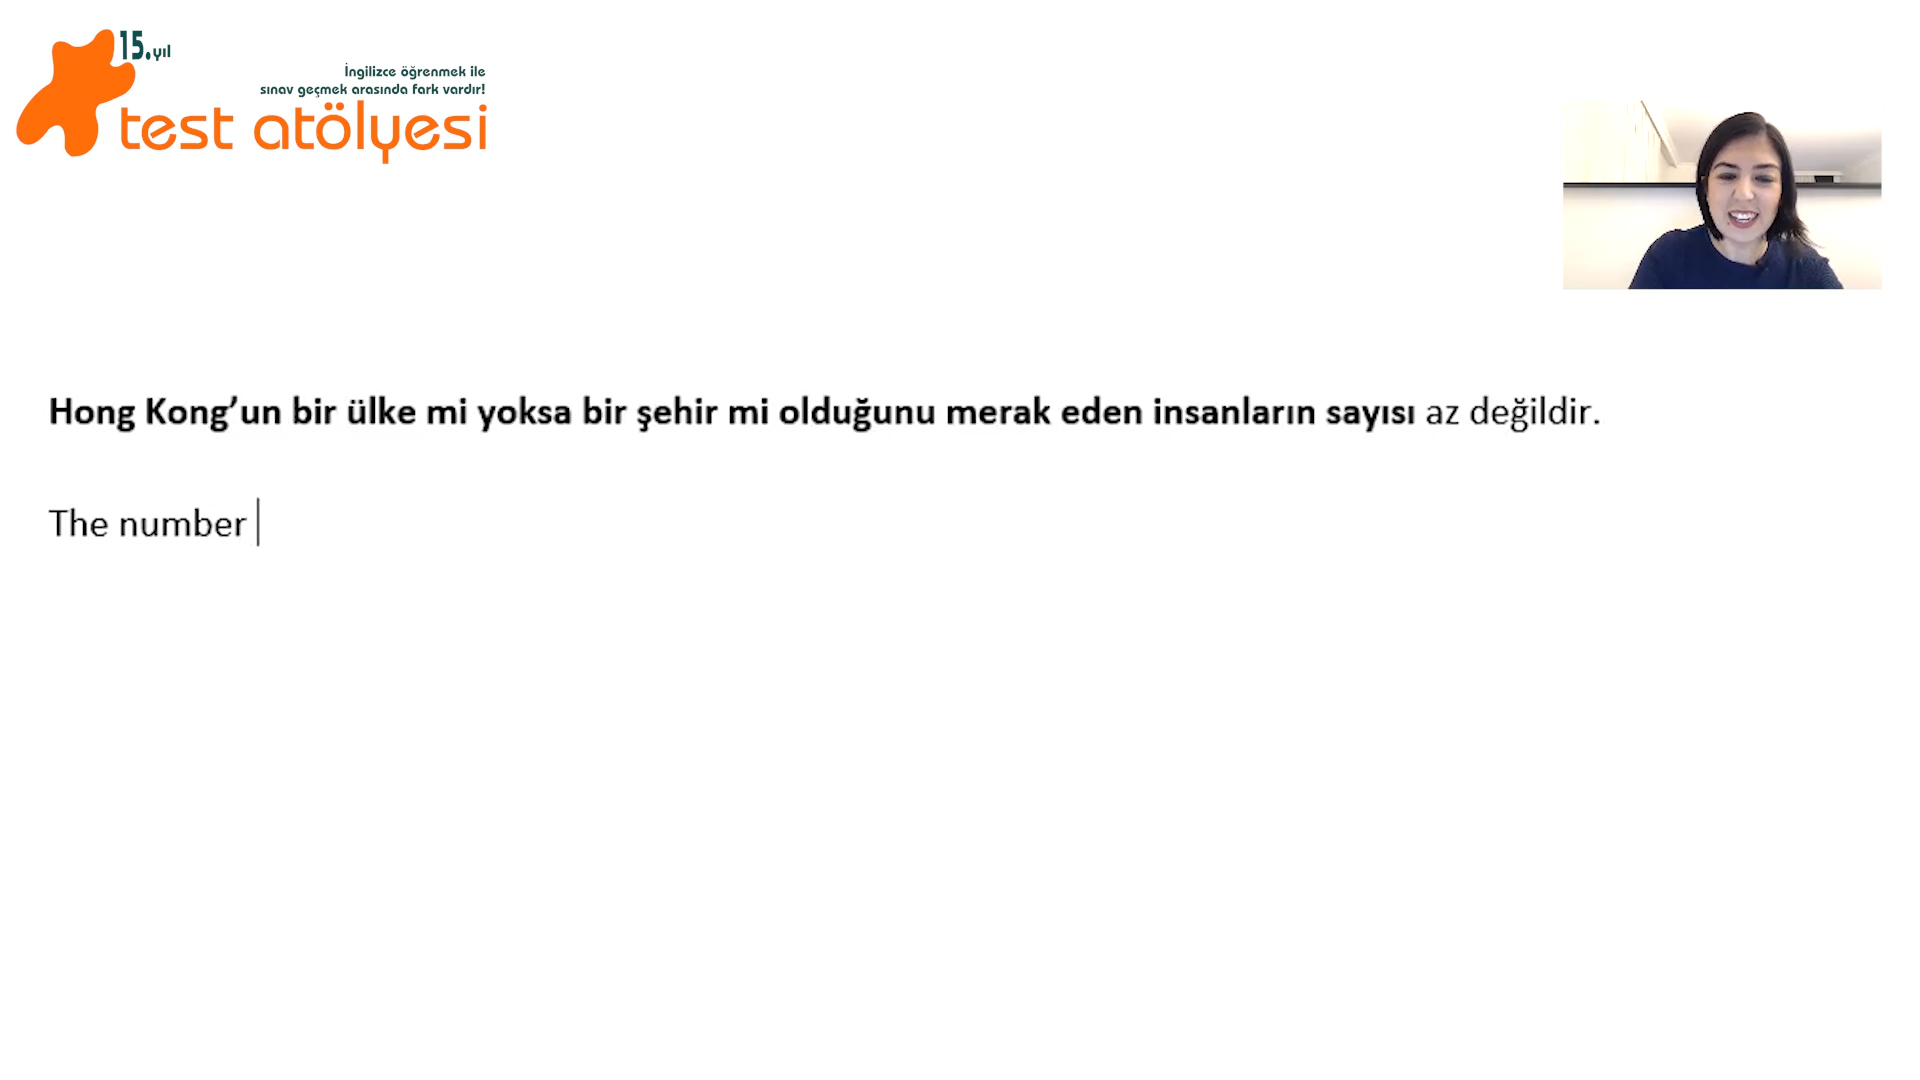 15.yıl
İngilizce öğrenmek ile
sınav geçmek arasında fark vardır!
test atölyesi
Hong Kong’un bir ülke mi yoksa bir şehir mi olduğunu merak eden insanların sayısı az değildir.
The number